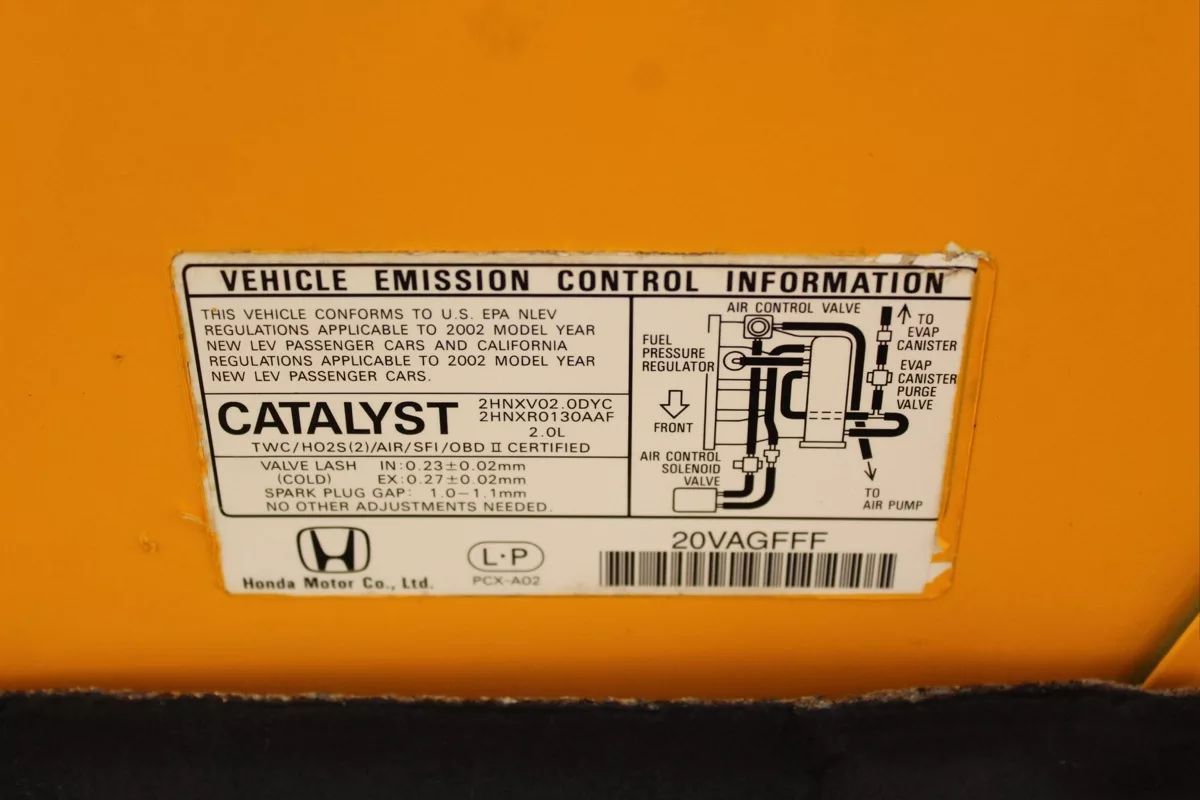 VEHICLE EMISSION CONTROL INFORMATION
THIS VEHICLE CONFORMS TO U.S. EPA NLEV
REGULATIONS APPLICABLE TO 2002 MODEL YEAR
NEW LEV PASSENGER CARS AND CALIFORNIA
REGULATIONS APPLICABLE TO 2002 MODEL YEAR
NEW LEV PASSENGER CARS.
CATALYST
2HNXV02.0DYC
2HNXR0130AAF
2.0L
TWC/HO2S(2)/AIR/SFI/OBD II CERTIFIED
VALVE LASH IN:0.23±0.02mm
(COLD) EX:0.27±0.02mm
SPARK PLUG GAP: 1.0-1.1mm
NO OTHER ADJUSTMENTS NEEDED.
AIR CONTROL VALVE
FUEL
PRESSURE
REGULATOR
FRONT
AIR CONTROL
SOLENOID
VALVE
TO
EVAP
CANISTER
EVAP
CANISTER
PURGE
VALVE
TO
AIR PUMP
Honda Motor Co., Ltd.
L·P
PCX-A02
20VAGFFF